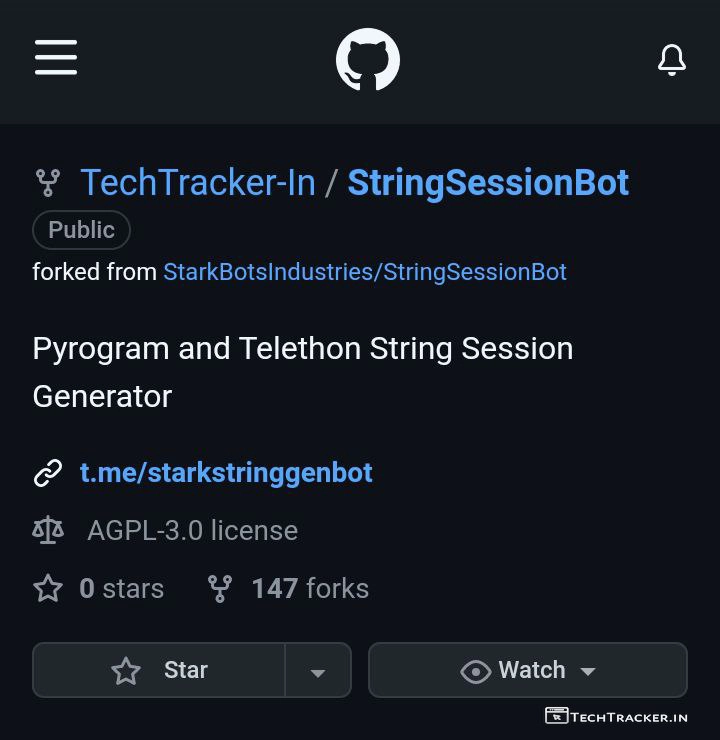 TechTracker-In / StringSessionBot
Public
forked from StarkBotsIndustries/StringSessionBot
Pyrogram and Telethon String Session
Generator
t.me/starkstringgenbot
AGPL-3.0 license
0 stars 147 forks
Star Watch
TECHTRACKER.IN